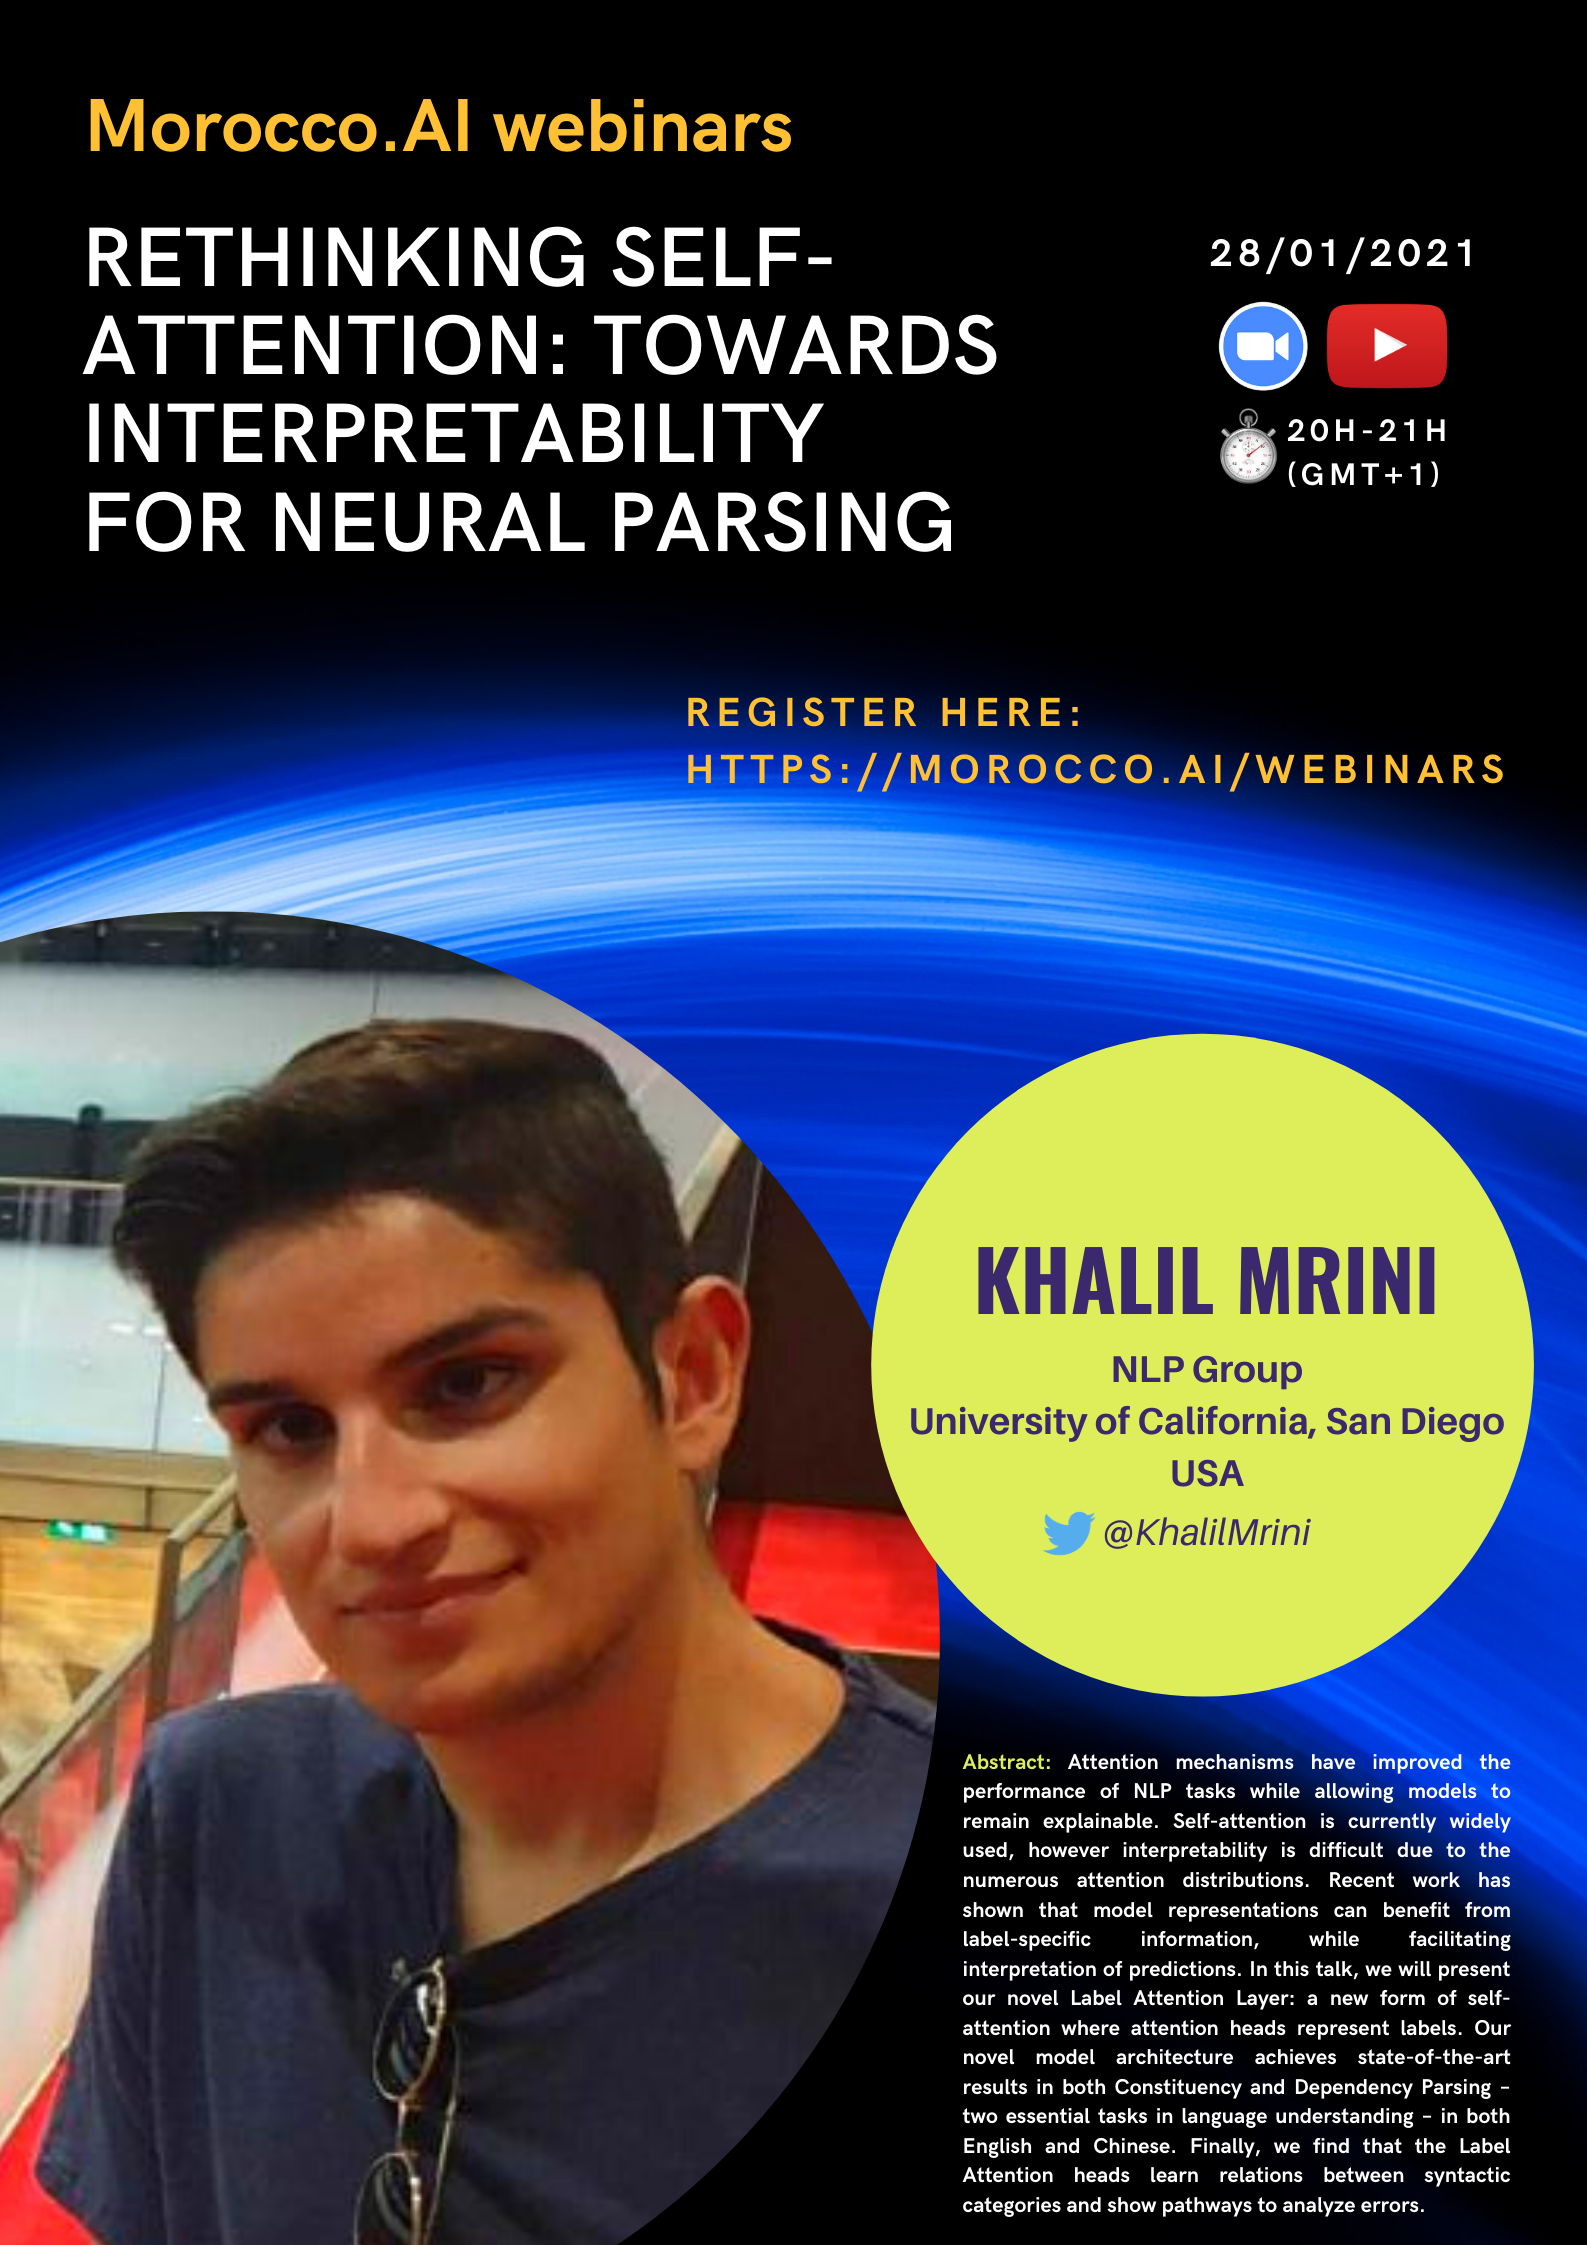 Morocco.AI webinars
RETHINKING SELF-
ATTENTION: TOWARDS
INTERPRETABILITY
FOR NEURAL PARSING
28/01/2021
20H-21H
(GMT+1)
REGISTER HERE:
HTTPS://MOROCCO.AI/WEBINARS
KHALIL MRINI
NLP Group
University of California, San Diego
USA
@KhalilMrini
Abstract: Attention mechanisms have improved the
performance of NLP tasks while allowing models to
remain explainable. Self-attention is currently widely
used, however interpretability is difficult due to the
numerous attention distributions. Recent work has
shown that model representations can benefit from
label-specific information, while facilitating
interpretation of predictions. In this talk, we will present
our novel Label Attention Layer: a new form of self-
attention where attention heads represent labels. Our
novel model architecture achieves state-of-the-art
results in both Constituency and Dependency Parsing –
two essential tasks in language understanding – in both
English and Chinese. Finally, we find that the Label
Attention heads learn relations between syntactic
categories and show pathways to analyze errors.